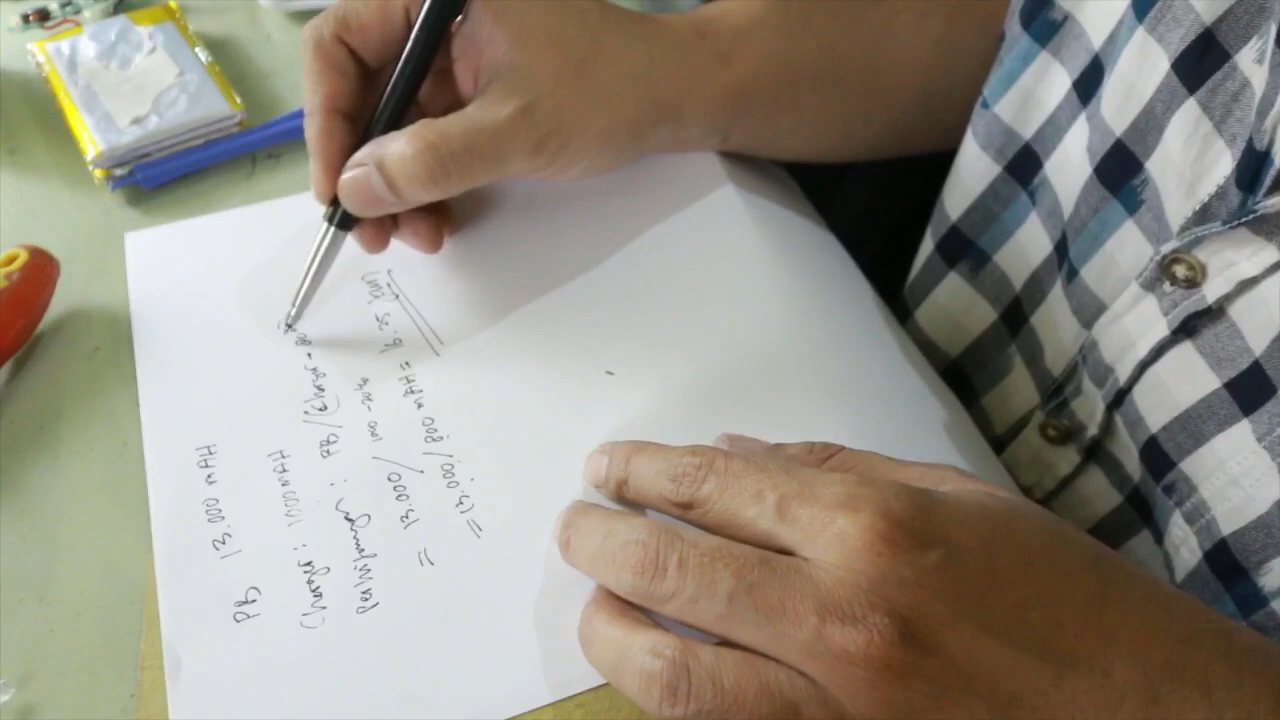 PB 13.000 mAH
Charger : 1000 mAH
Perhitungan : PB / Charger - 20%
= 13.000 / 1000 - 20%
= 13.000 / 800 mAH = 16.25 Jam